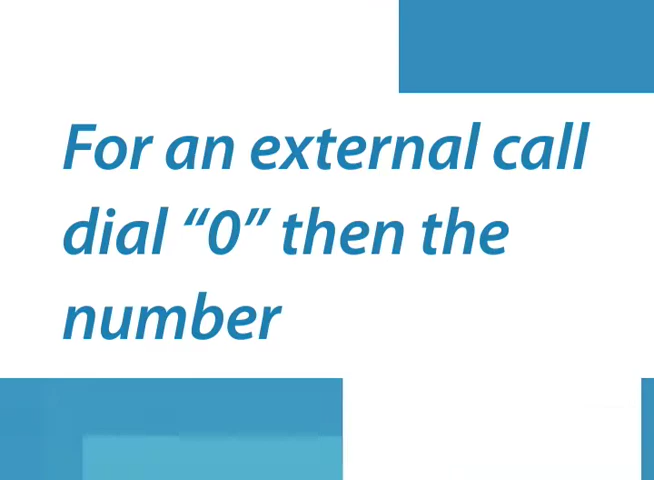 For an external call
dial “0” then the
number